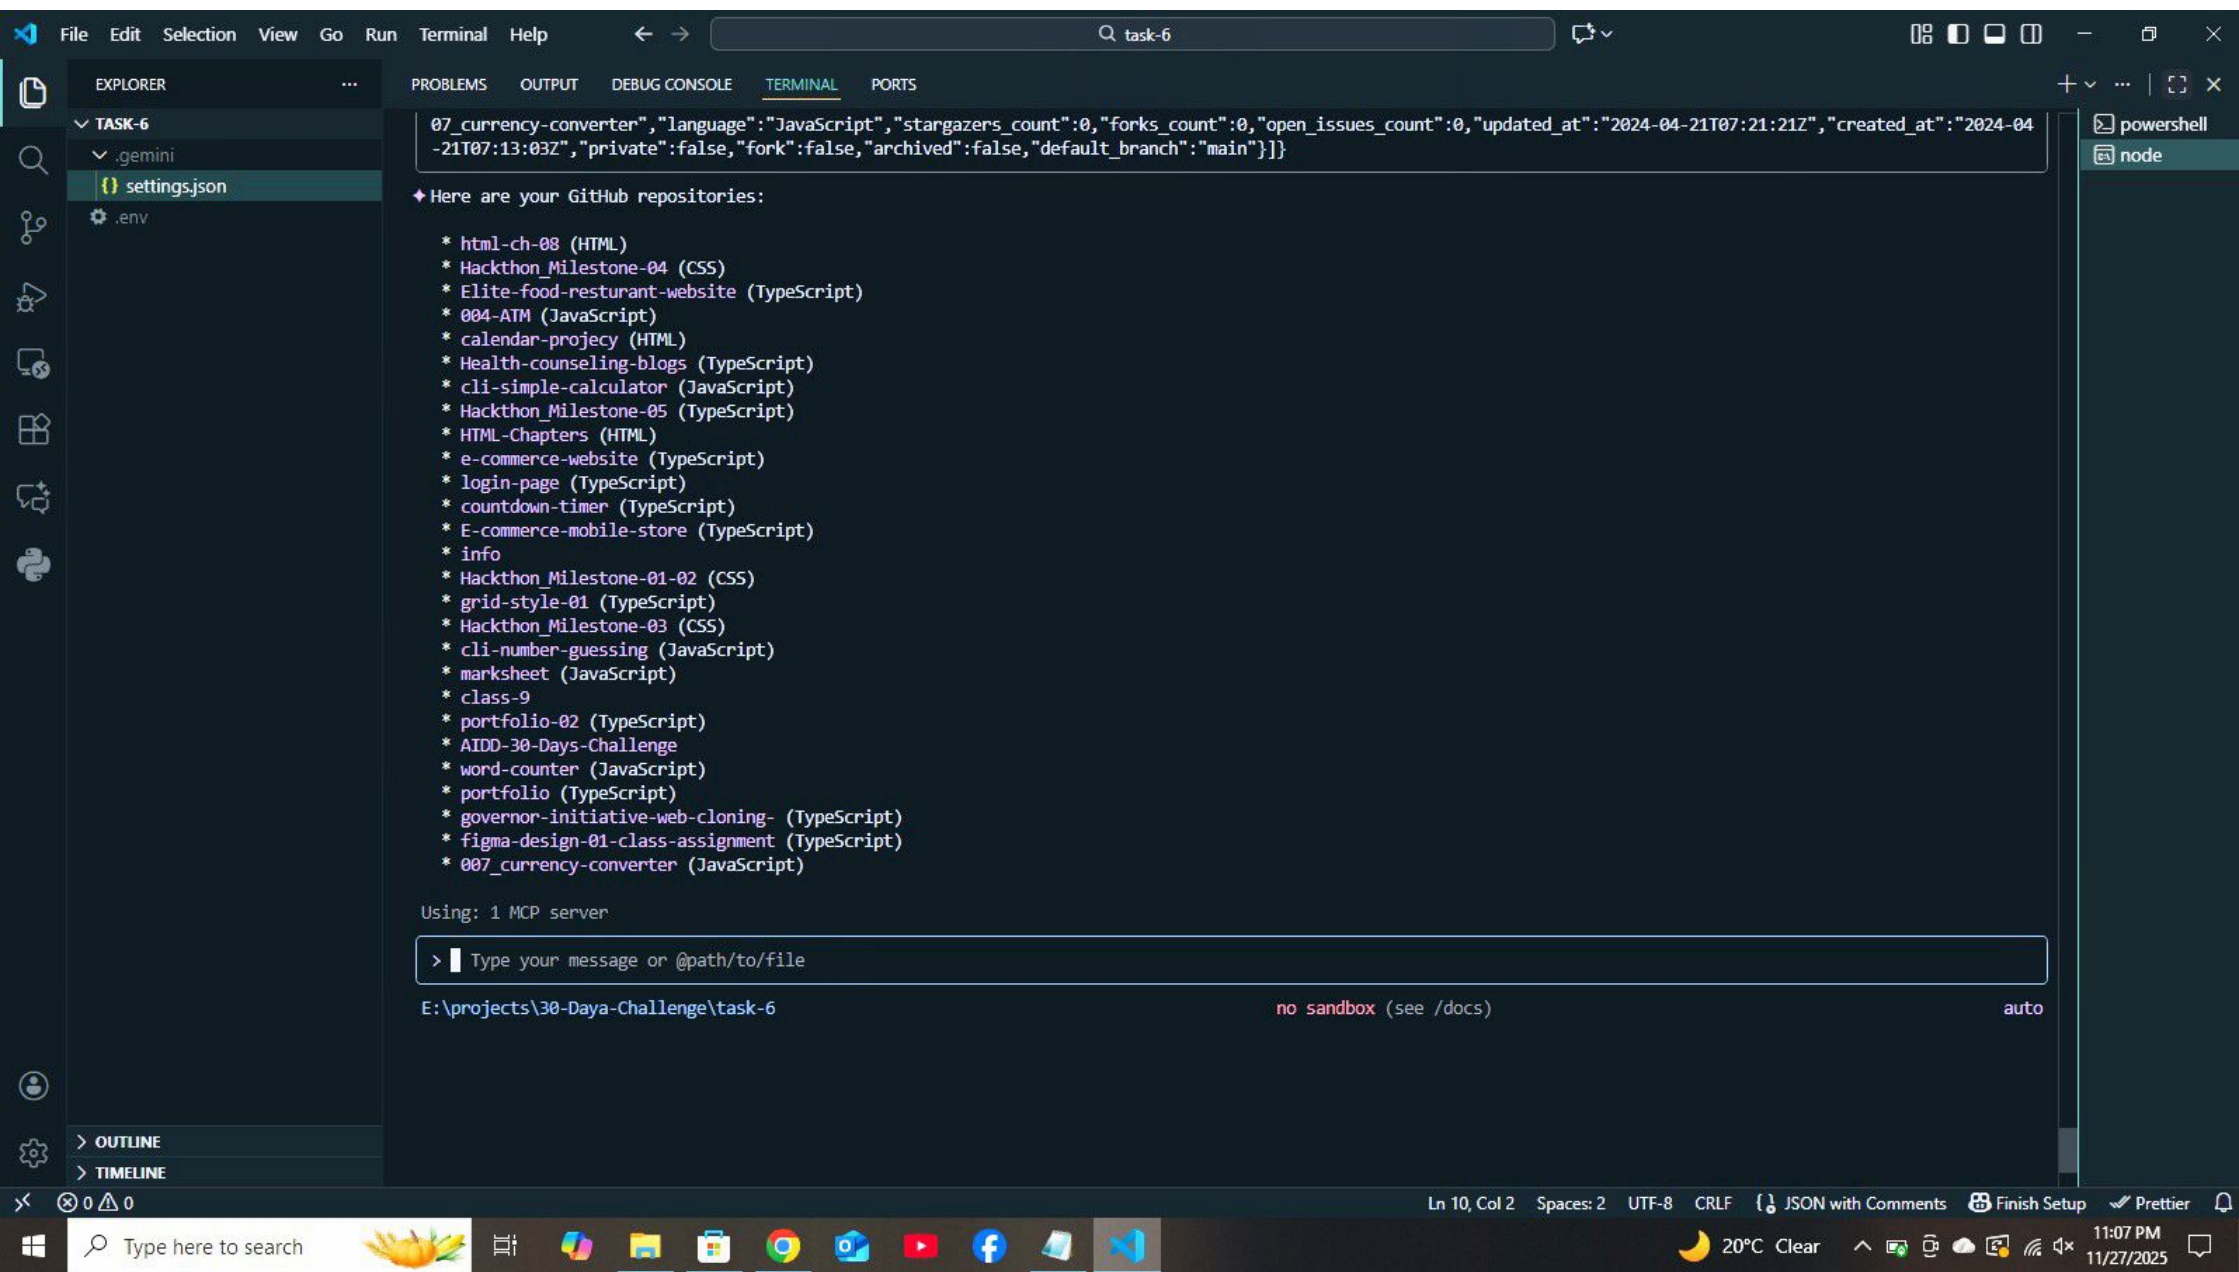 File Edit Selection View Go Run Terminal Help
task-6
EXPLORER
PROBLEMS OUTPUT DEBUG CONSOLE TERMINAL PORTS
TASK-6
.gemini
{} settings.json
.env
07_currency-converter","language":"JavaScript","stargazers_count":0,"forks_count":0,"open_issues_count":0,"updated_at":"2024-04-21T07:21:21Z","created_at":"2024-04
-21T07:13:03Z","private":false,"fork":false,"archived":false,"default_branch":"main"}]}
powershell
node
Here are your GitHub repositories:
* html-ch-08 (HTML)
* Hackthon_Milestone-04 (CSS)
* Elite-food-resturant-website (TypeScript)
* 004-ATM (JavaScript)
* calendar-projecy (HTML)
* Health-counseling-blogs (TypeScript)
* cli-simple-calculator (JavaScript)
* Hackthon_Milestone-05 (TypeScript)
* HTML-Chapters (HTML)
* e-commerce-website (TypeScript)
* login-page (TypeScript)
* countdown-timer (TypeScript)
* E-commerce-mobile-store (TypeScript)
* info
* Hackthon_Milestone-01-02 (CSS)
* grid-style-01 (TypeScript)
* Hackthon_Milestone-03 (CSS)
* cli-number-guessing (JavaScript)
* marksheet (JavaScript)
* class-9
* portfolio-02 (TypeScript)
* AIDD-30-Days-Challenge
* word-counter (JavaScript)
* portfolio (TypeScript)
* governor-initiative-web-cloning- (TypeScript)
* figma-design-01-class-assignment (TypeScript)
* 007_currency-converter (JavaScript)
Using: 1 MCP server
> Type your message or @path/to/file
E:\projects\30-Daya-Challenge\task-6 no sandbox (see /docs) auto
OUTLINE
TIMELINE
0 0 Ln 10, Col 2 Spaces: 2 UTF-8 CRLF JSON with Comments Finish Setup Prettier
Type here to search
20°C Clear
11:07 PM
11/27/2025